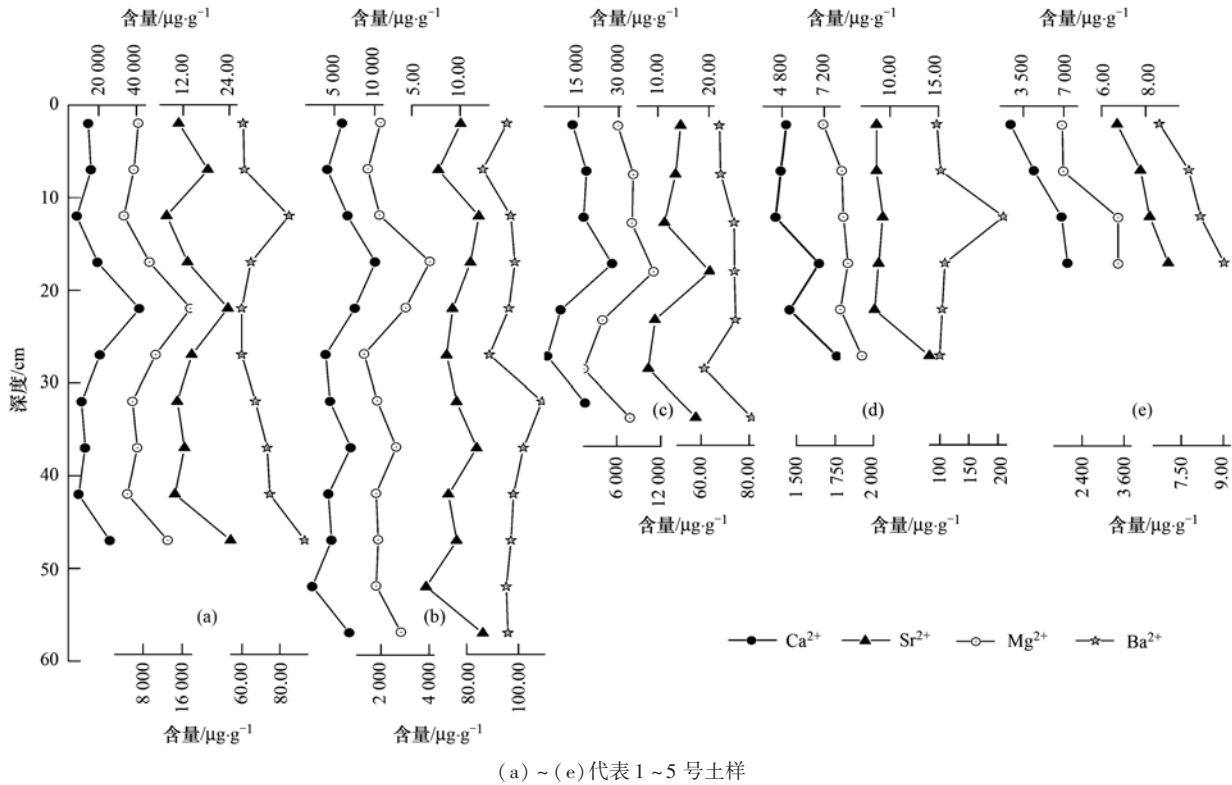 含量/μg·g⁻¹ 含量/μg·g⁻¹ 含量/μg·g⁻¹ 含量/μg·g⁻¹ 含量/μg·g⁻¹
20 000 40 000 12.00 24.00 5 000 10 000 5.00 10.00 15 000 30 000 10.00 20.00 4 800 7 200 5.00 10.00 15.00 3 500 7 000 6.00 8.00
0
10
20
30
40
50
60
深度/cm
(a) (b) (c) (d) (e)
6 000 12 000 60.00 80.00 1 500 1 750 2 000 100 150 200 2 400 3 600 7.50 9.00
含量/μg·g⁻¹ 含量/μg·g⁻¹ 含量/μg·g⁻¹
Ca²⁺ Sr²⁺ Mg²⁺ Ba²⁺
8 000 16 000 60.00 80.00 2 000 4 000 80.00 100.00
含量/μg·g⁻¹ 含量/μg·g⁻¹
(a) ~ (e)代表 1 ~ 5 号土样